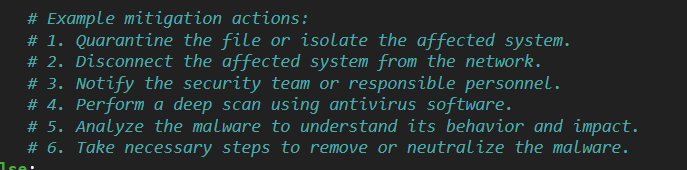 # Example mitigation actions:
# 1. Quarantine the file or isolate the affected system.
# 2. Disconnect the affected system from the network.
# 3. Notify the security team or responsible personnel.
# 4. Perform a deep scan using antivirus software.
# 5. Analyze the malware to understand its behavior and impact.
# 6. Take necessary steps to remove or neutralize the malware.
lse: